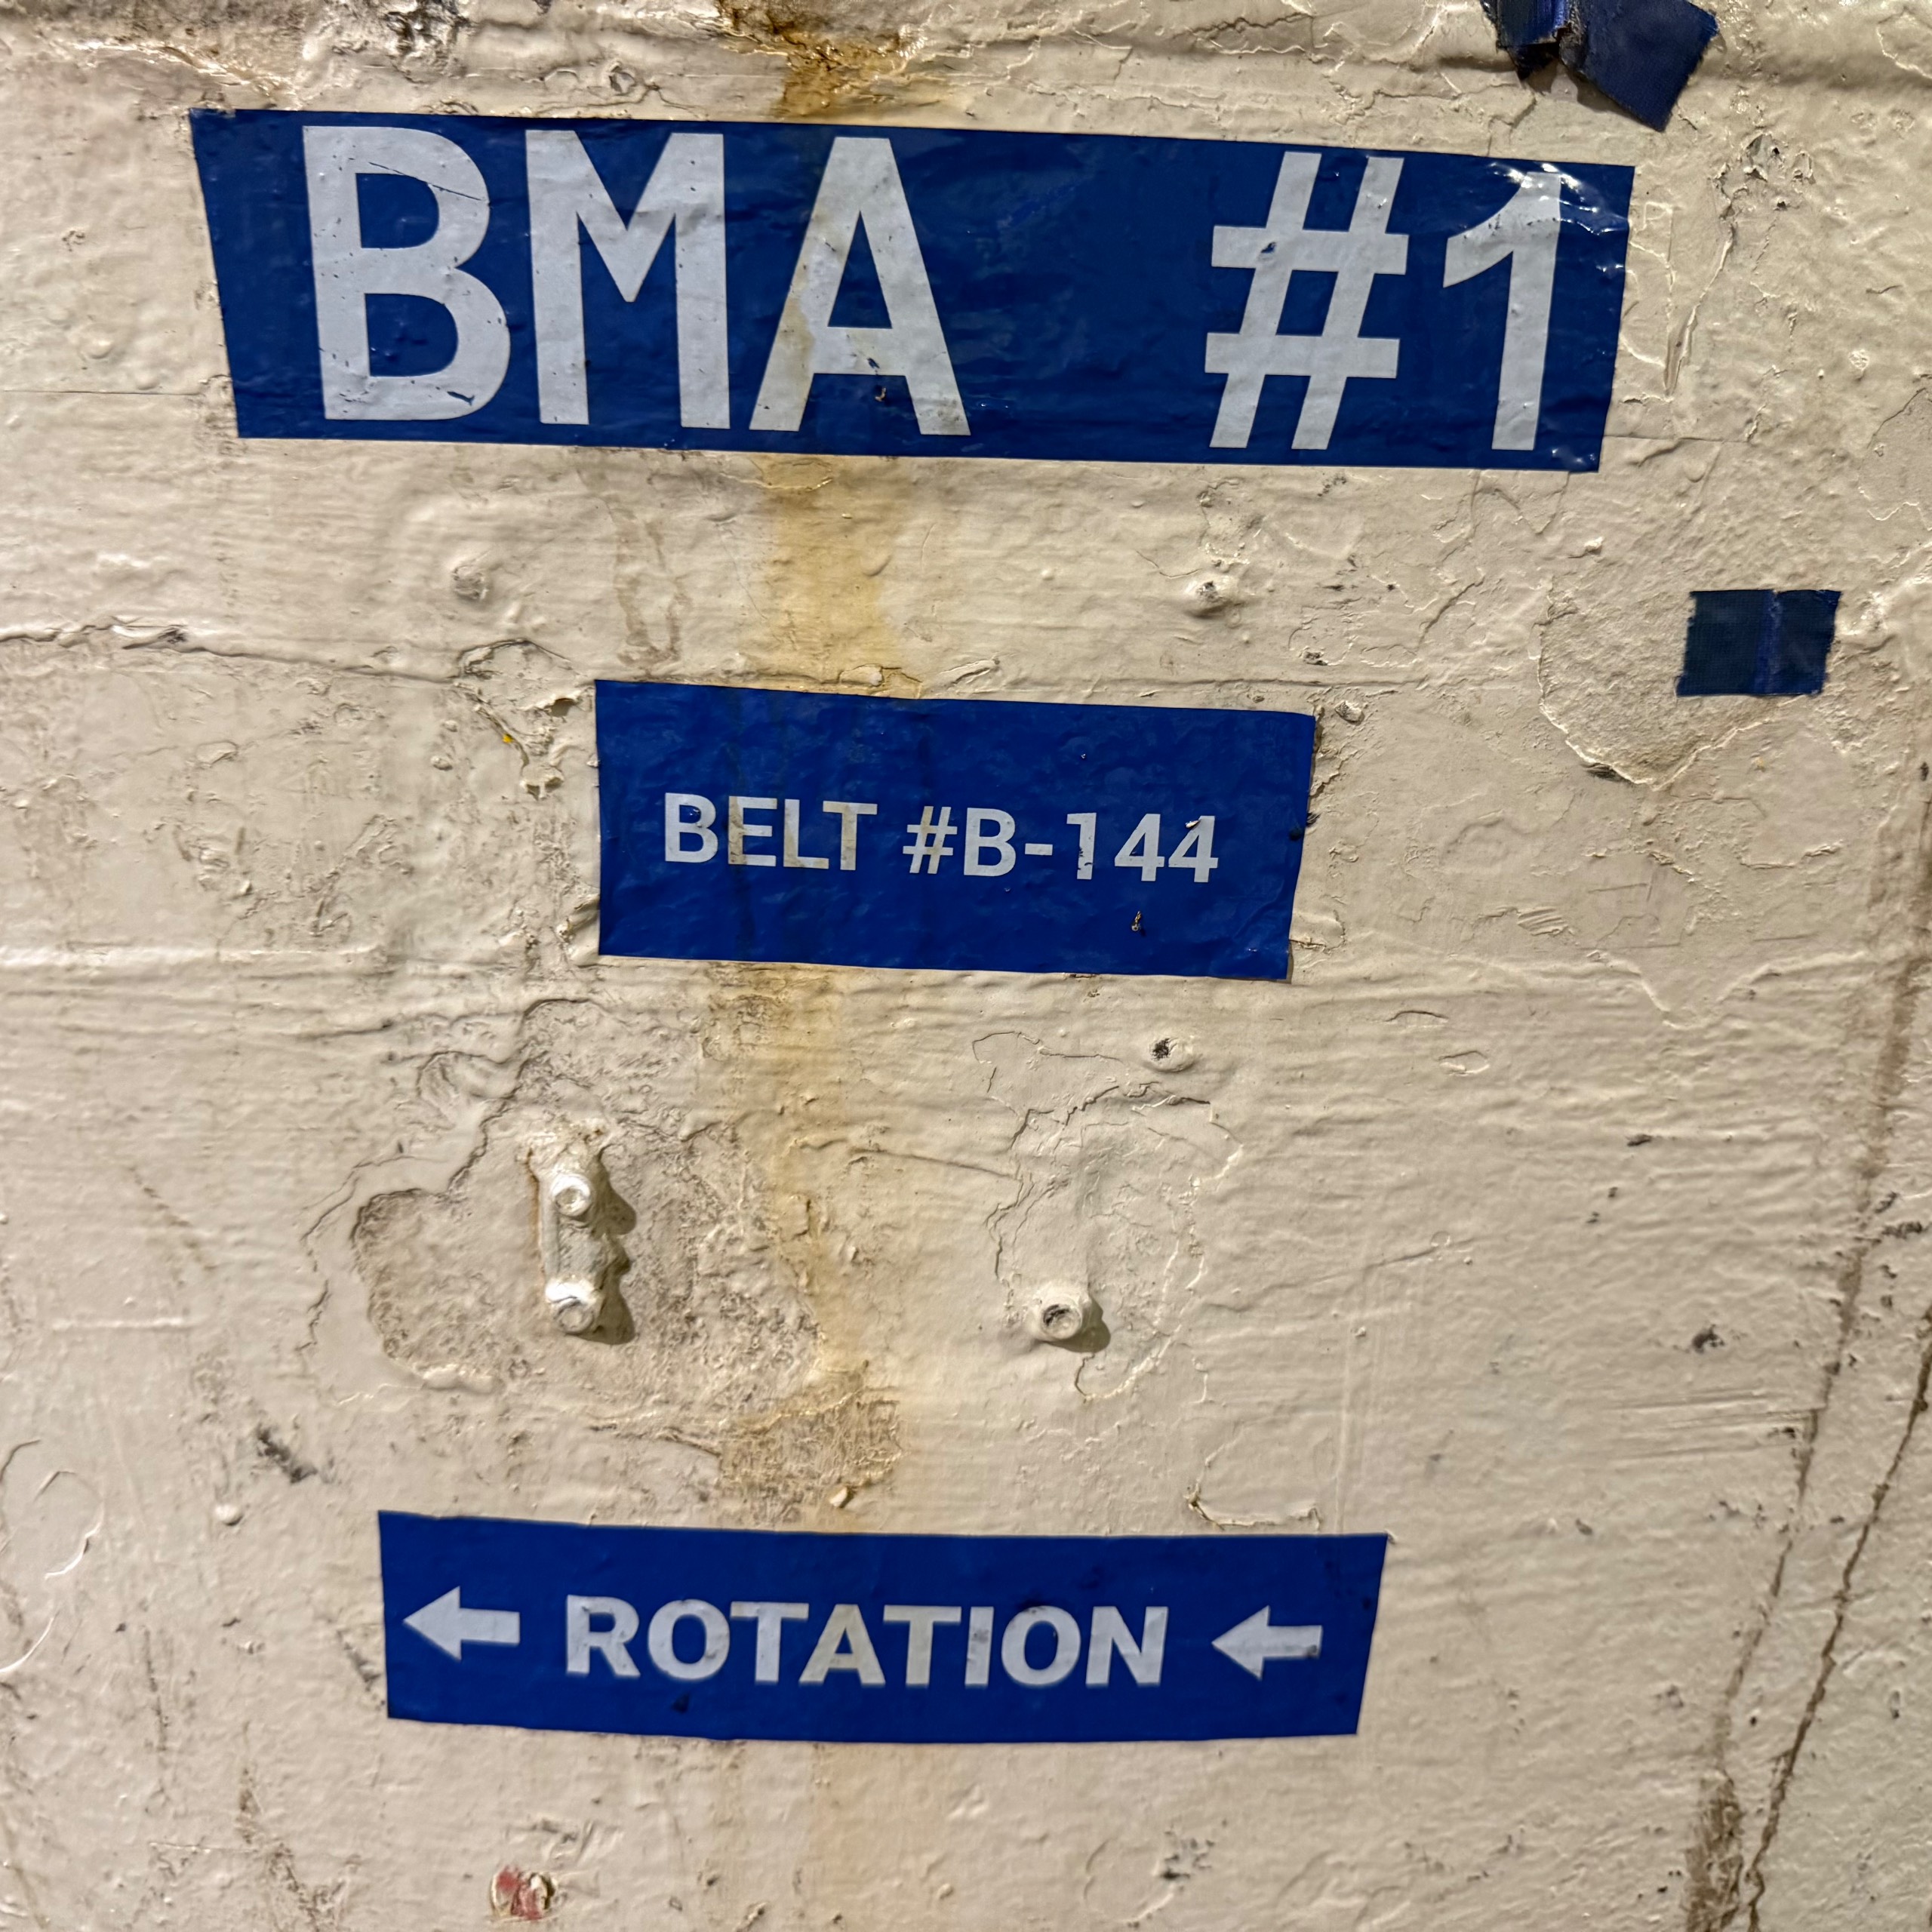 BMA #1
BELT #B-144
← ROTATION ←